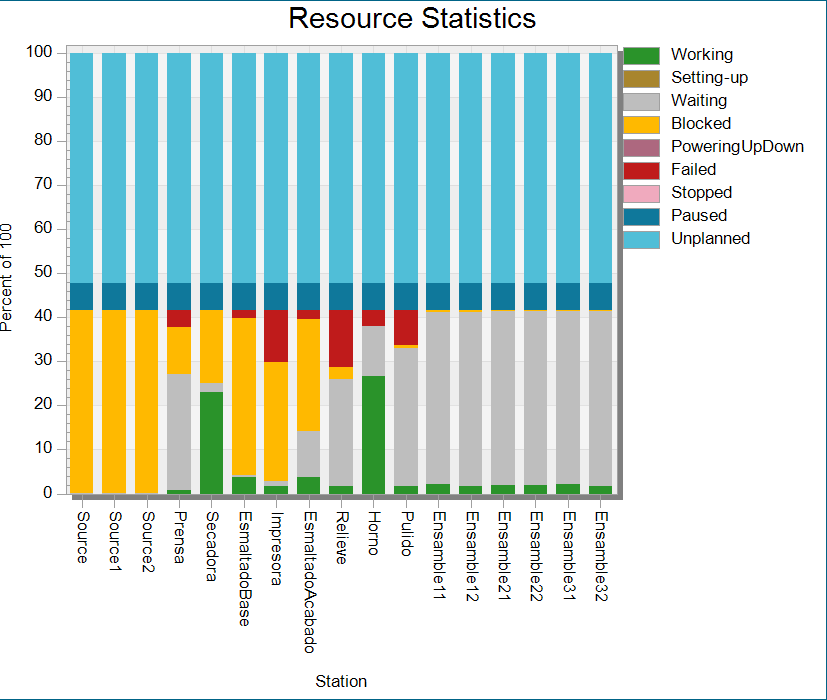 Resource Statistics
100
90
80
70
60
50
40
30
20
10
0
Percent of 100
Working
Setting-up
Waiting
Blocked
PoweringUpDown
Failed
Stopped
Paused
Unplanned
Source
Source1
Source2
Prensa
Secadora
EsmaltadoBase
Impresora
EsmaltadoAcabado
Relieve
Horno
Pulido
Ensamble11
Ensamble12
Ensamble21
Ensamble22
Ensamble31
Ensamble32
Station